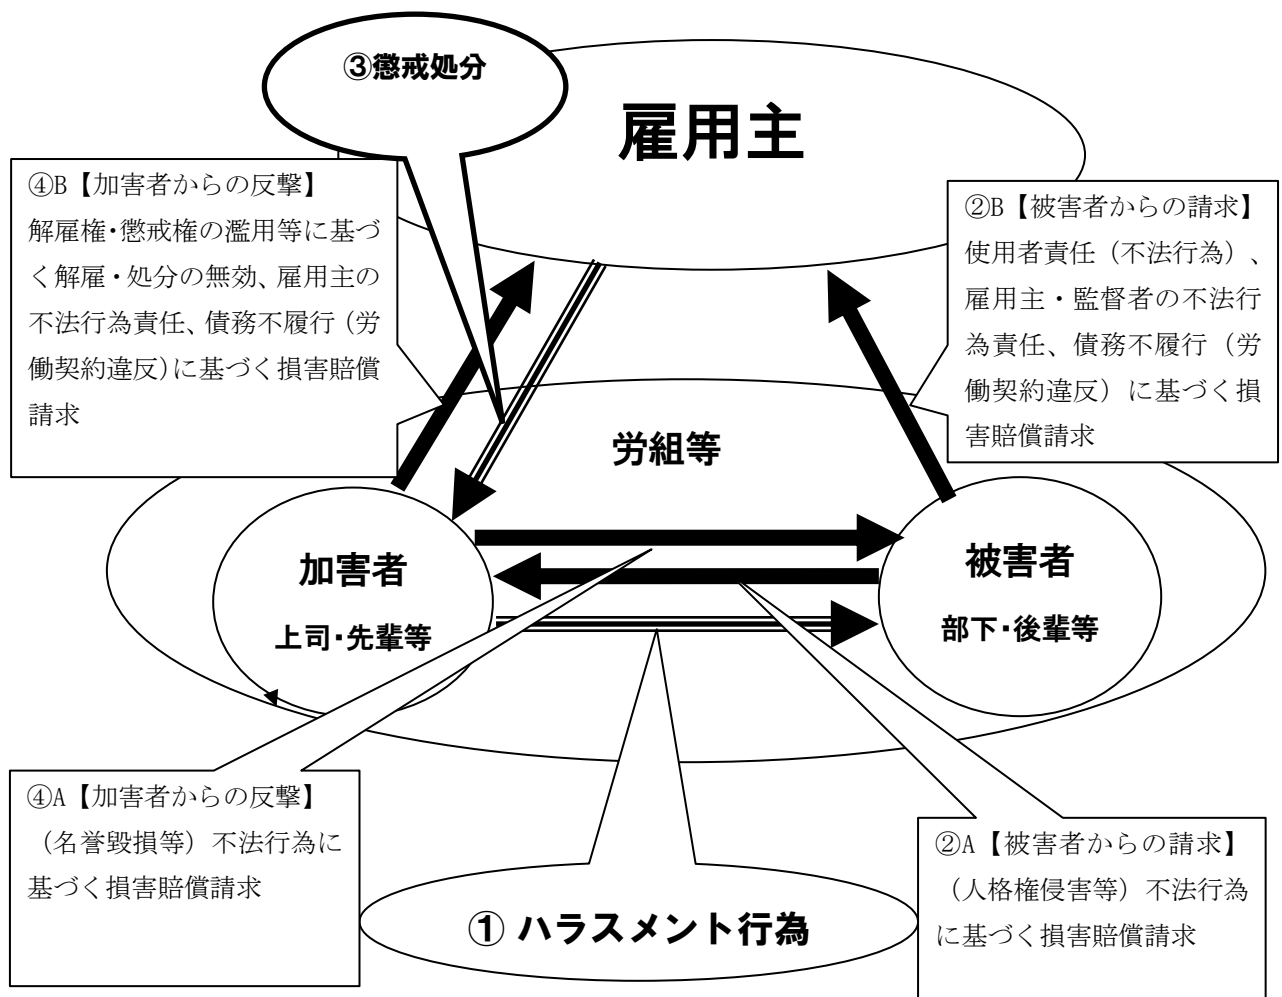 ③懲戒処分
雇用主
④B【加害者からの反撃】
解雇権・懲戒権の濫用等に基づ
く解雇・処分の無効、雇用主の
不法行為責任、債務不履行（労
働契約違反）に基づく損害賠償
請求
②B【被害者からの請求】
使用者責任（不法行為）、
雇用主・監督者の不法行
為責任、債務不履行（労
働契約違反）に基づく損
害賠償請求
労組等
加害者
上司・先輩等
被害者
部下・後輩等
④A【加害者からの反撃】
（名誉毀損等）不法行為に
基づく損害賠償請求
① ハラスメント行為
②A【被害者からの請求】
（人格権侵害等）不法行為
に基づく損害賠償請求